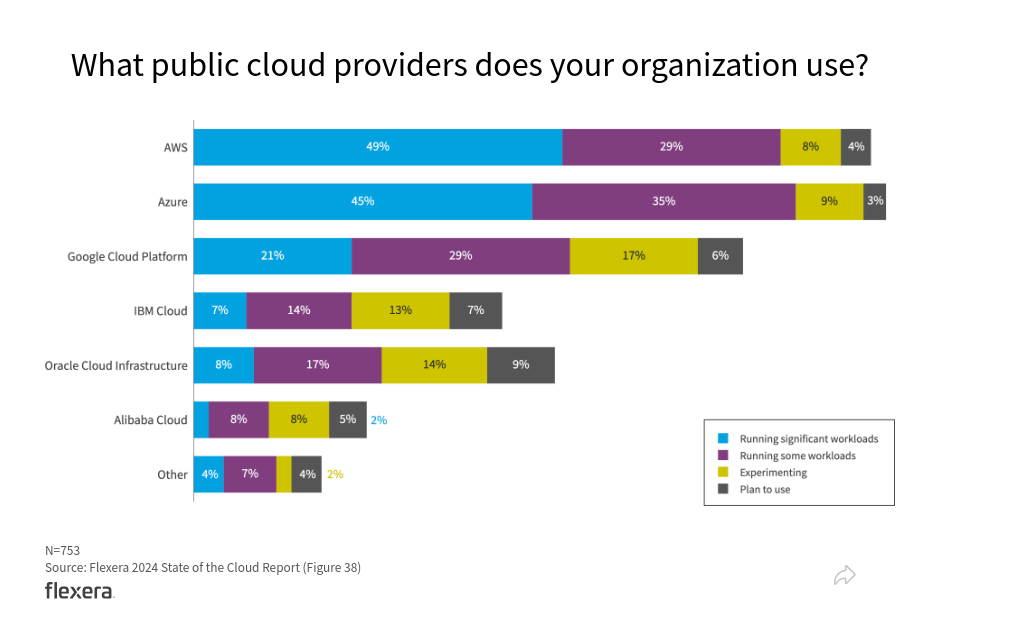 What public cloud providers does your organization use?
AWS 49% 29% 8% 4%
Azure 45% 35% 9% 3%
Google Cloud Platform 21% 29% 17% 6%
IBM Cloud 7% 14% 13% 7%
Oracle Cloud Infrastructure 8% 17% 14% 9%
Alibaba Cloud 8% 8% 5% 2%
Other 4% 7% 4% 2%
Running significant workloads
Running some workloads
Experimenting
Plan to use
N=753
Source: Flexera 2024 State of the Cloud Report (Figure 38)
flexera